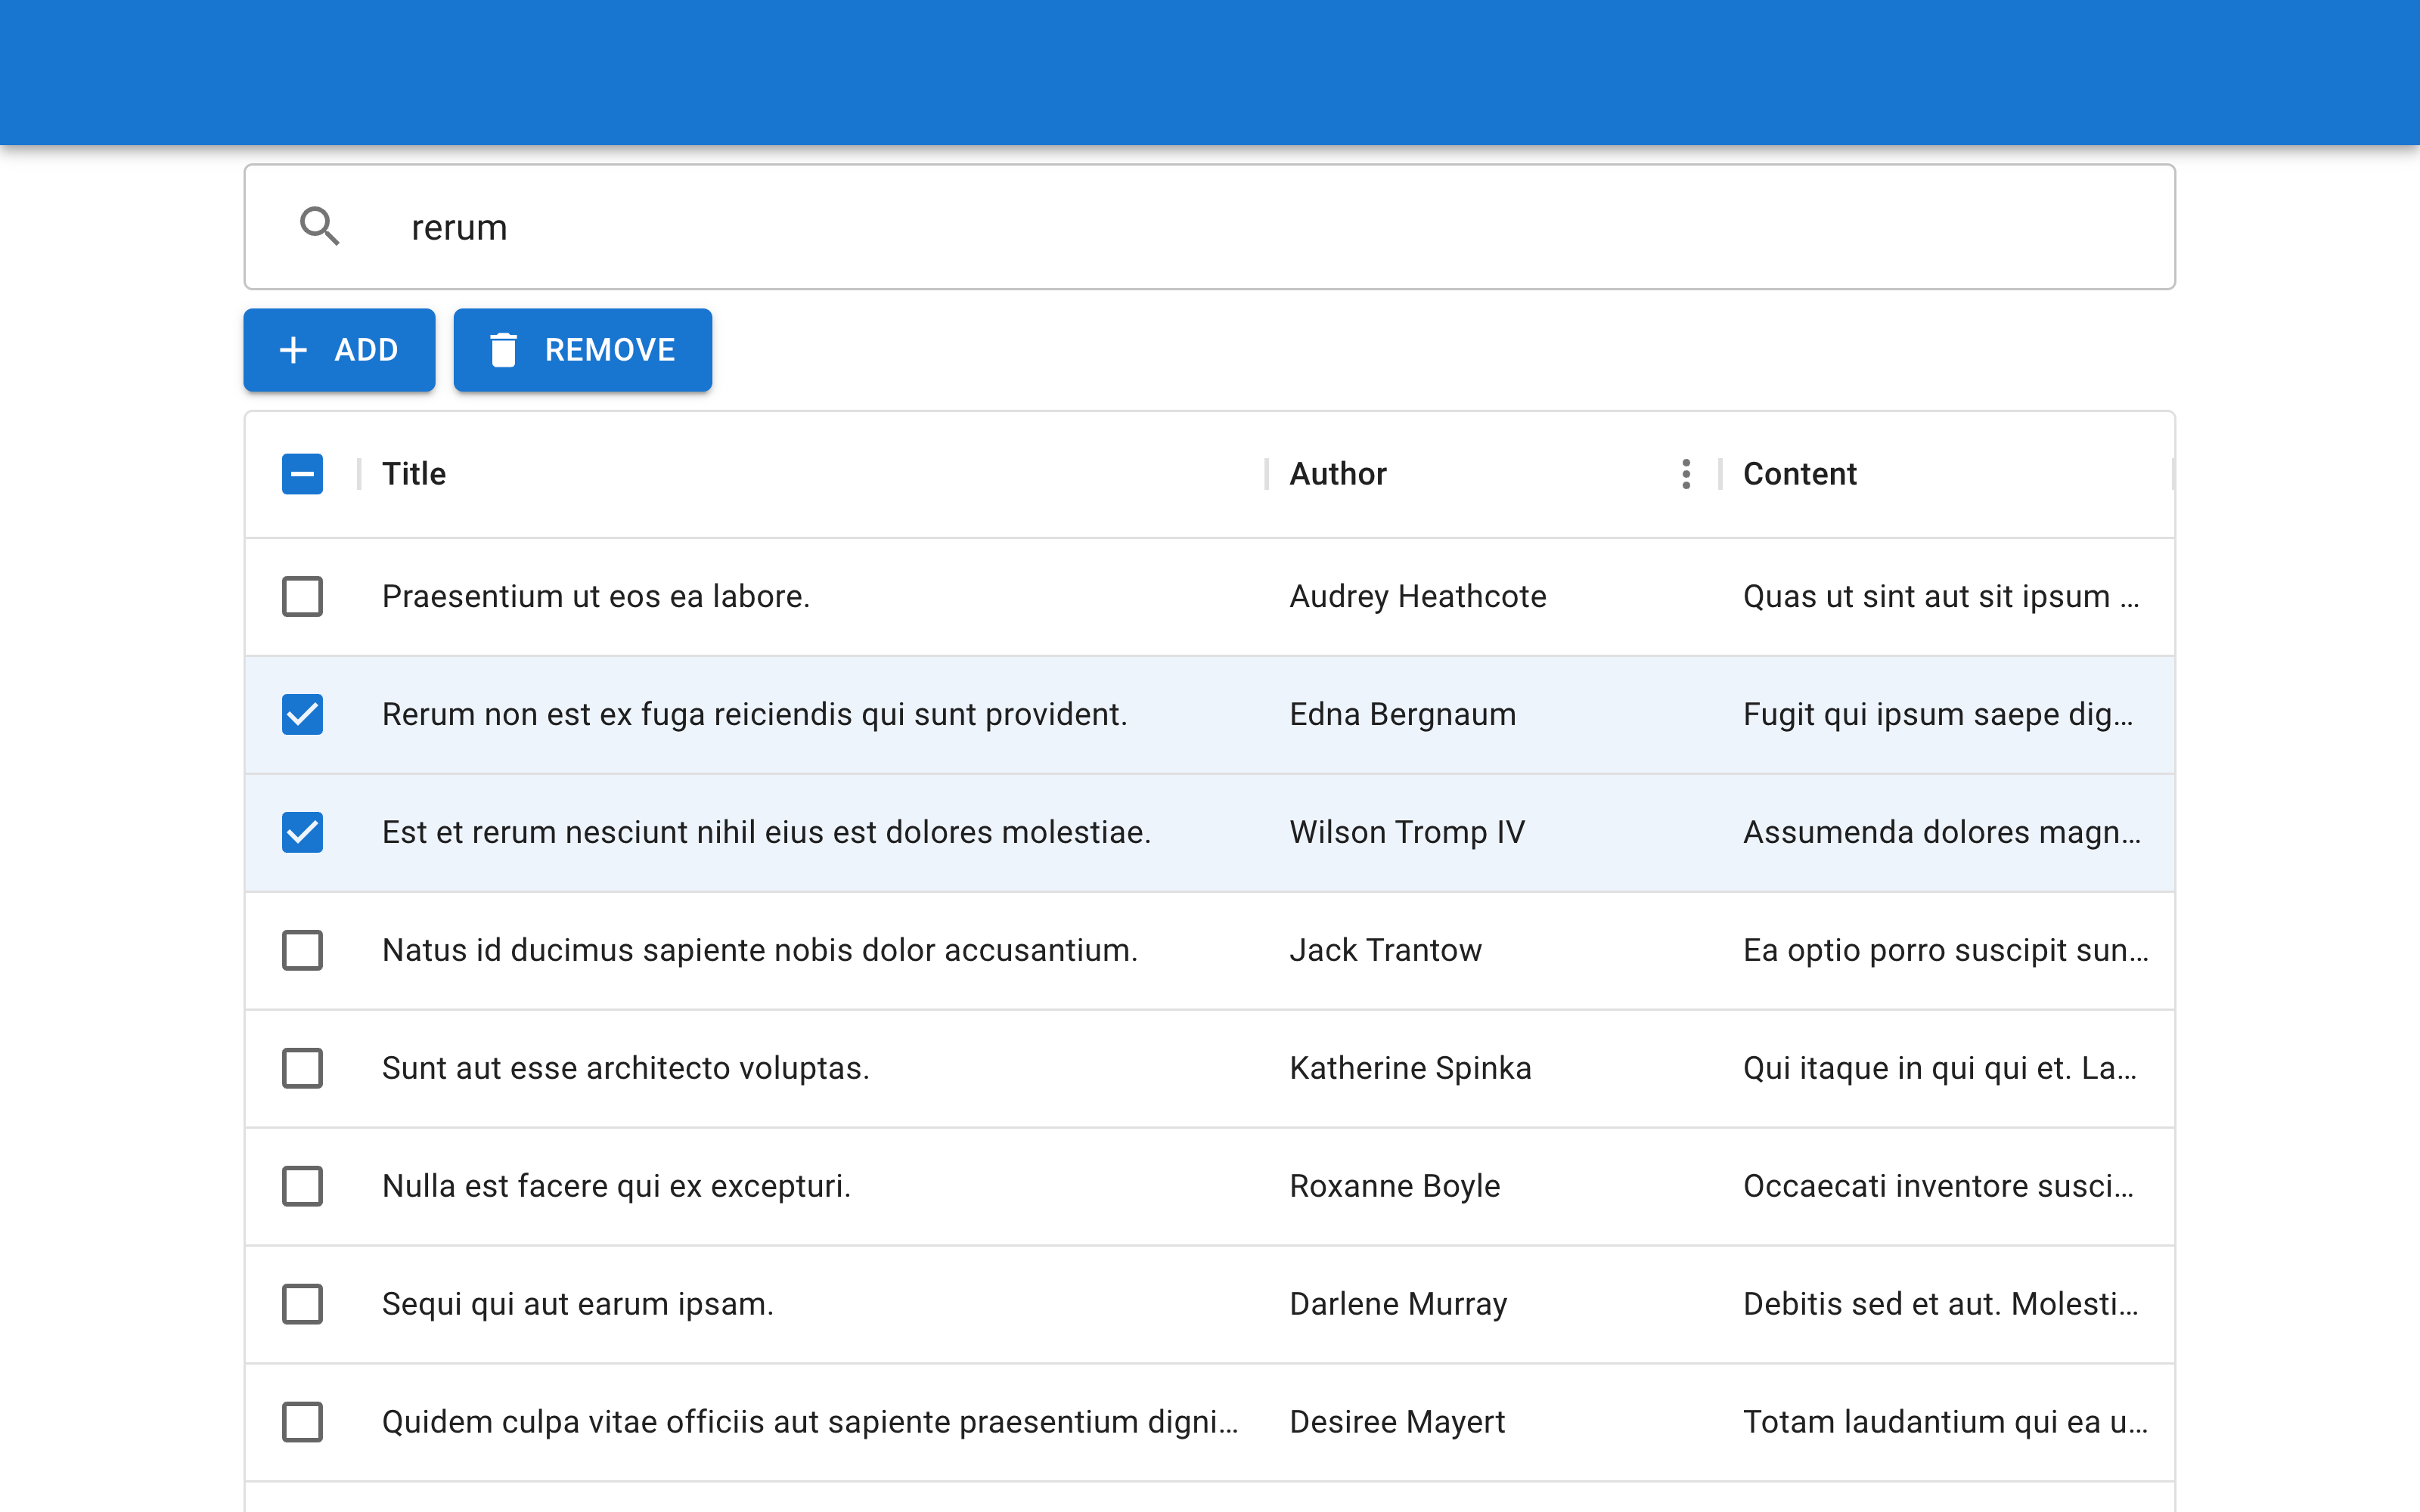 rerum
ADD REMOVE
Title Author Content
Praesentium ut eos ea labore. Audrey Heathcote Quas ut sint aut sit ipsum ...
Rerum non est ex fuga reiciendis qui sunt provident. Edna Bergnaum Fugit qui ipsum saepe dig...
Est et rerum nesciunt nihil eius est dolores molestiae. Wilson Tromp IV Assumenda dolores magn...
Natus id ducimus sapiente nobis dolor accusantium. Jack Trantow Ea optio porro suscipit sun...
Sunt aut esse architecto voluptas. Katherine Spinka Qui itaque in qui qui et. La...
Nulla est facere qui ex excepturi. Roxanne Boyle Occaecati inventore susci...
Sequi qui aut earum ipsam. Darlene Murray Debitis sed et aut. Molesti...
Quidem culpa vitae officiis aut sapiente praesentium digni... Desiree Mayert Totam laudantium qui ea u...